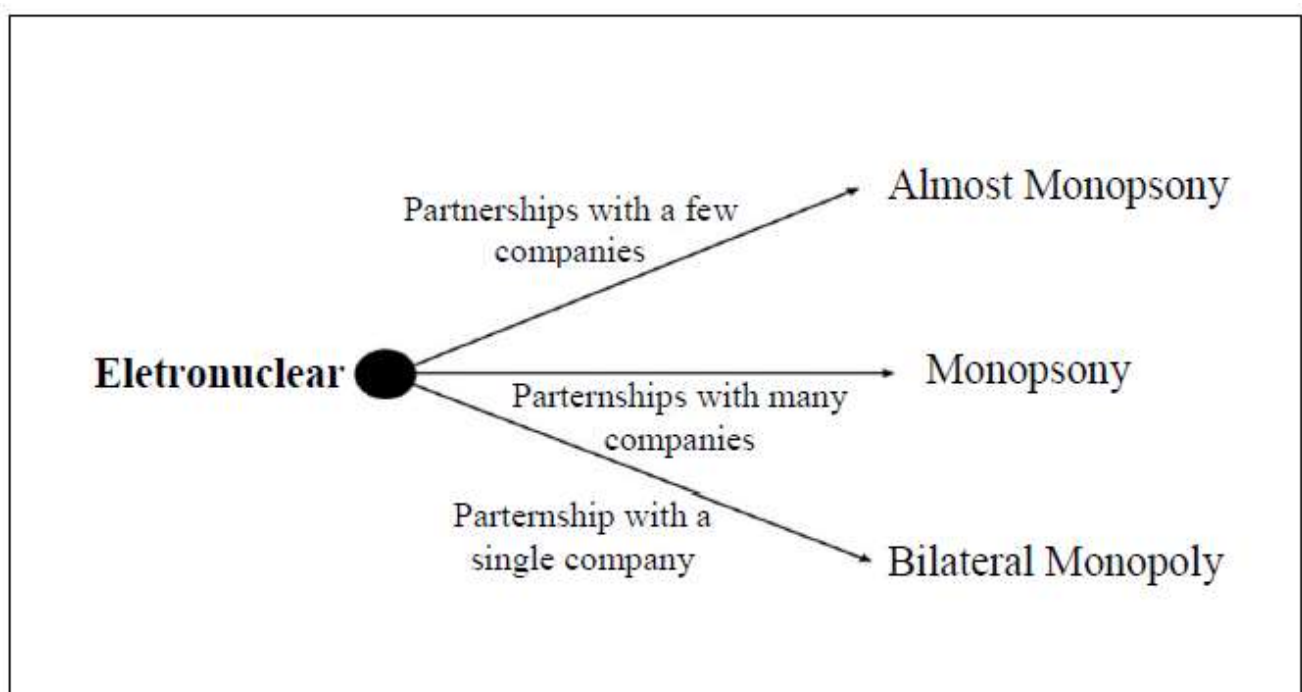 Almost Monopsony
Partnerships with a few
companies
Eletronuclear
Monopsony
Parternships with many
companies
Parternship with a
single company
Bilateral Monopoly